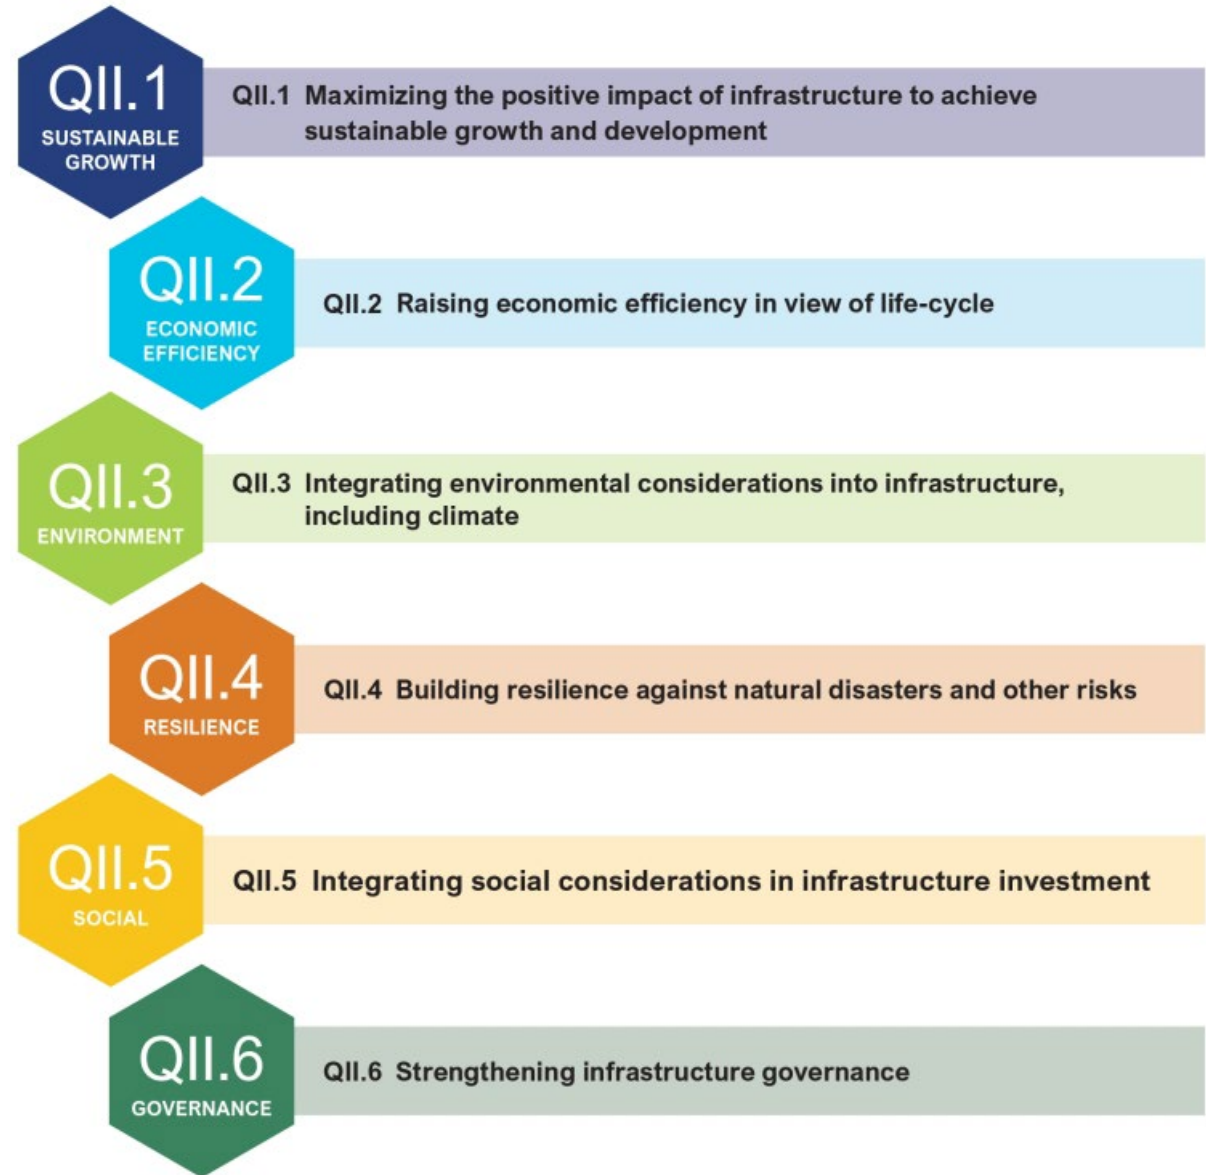 QII.1
SUSTAINABLE
GROWTH
QII.1 Maximizing the positive impact of infrastructure to achieve
sustainable growth and development
QII.2
ECONOMIC
EFFICIENCY
QII.2 Raising economic efficiency in view of life-cycle
QII.3
ENVIRONMENT
QII.3 Integrating environmental considerations into infrastructure,
including climate
QII.4
RESILIENCE
QII.4 Building resilience against natural disasters and other risks
QII.5
SOCIAL
QII.5 Integrating social considerations in infrastructure investment
QII.6
GOVERNANCE
QII.6 Strengthening infrastructure governance